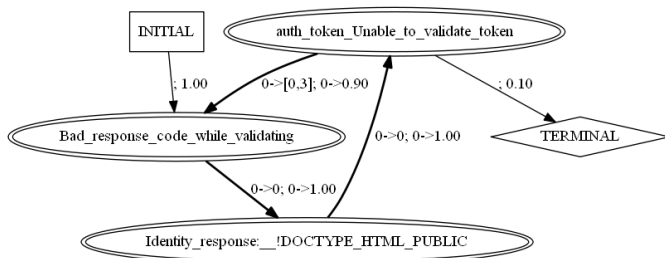 INITIAL
auth_token_Unable_to_validate_token
; 1.00
0->[0,3]; 0->0.90
; 0.10
Bad_response_code_while_validating
0->0; 0->1.00
TERMINAL
0->0; 0->1.00
Identity_response:__!DOCTYPE_HTML_PUBLIC